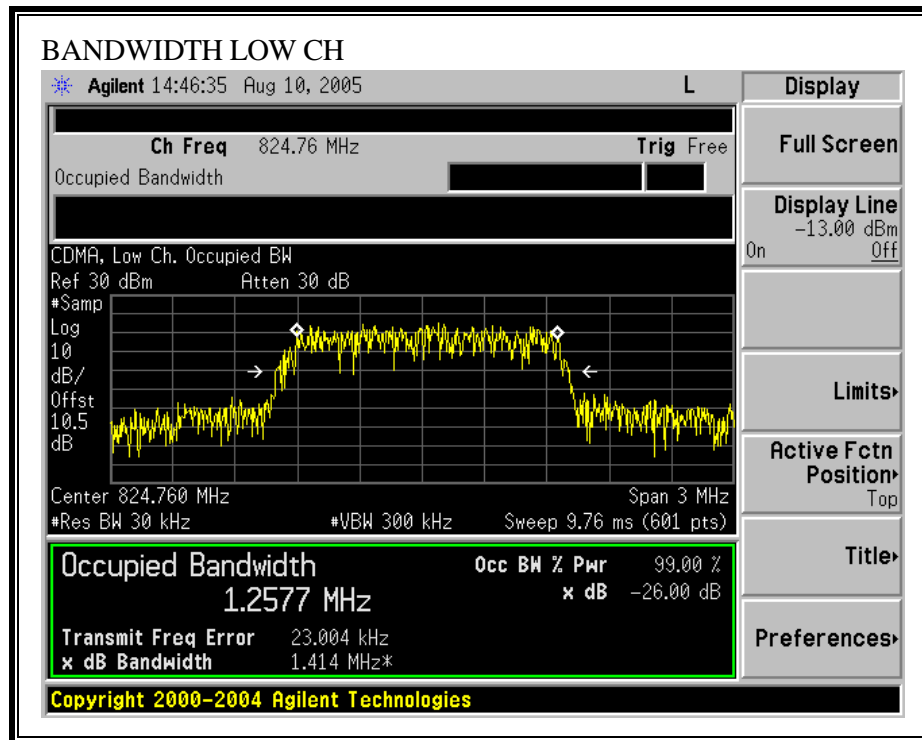 BANDWIDTH LOW CH
Agilent 14:46:35 Aug 10, 2005 L
Display
Ch Freq 824.76 MHz Trig Free
Occupied Bandwidth
Full Screen
Display Line
-13.00 dBm
On Off
CDMA, Low Ch. Occupied BW
Ref 30 dBm Atten 30 dB
#Samp
Log
10
dB/
Offst
10.5
dB
Limits
Active Fctn
Position
Top
Center 824.760 MHz Span 3 MHz
#Res BW 30 kHz #VBW 300 kHz Sweep 9.76 ms (601 pts)
Occupied Bandwidth Occ BW % Pwr 99.00 %
1.2577 MHz x dB -26.00 dB
Title
Transmit Freq Error 23.004 kHz
x dB Bandwidth 1.414 MHz*
Preferences
Copyright 2000-2004 Agilent Technologies